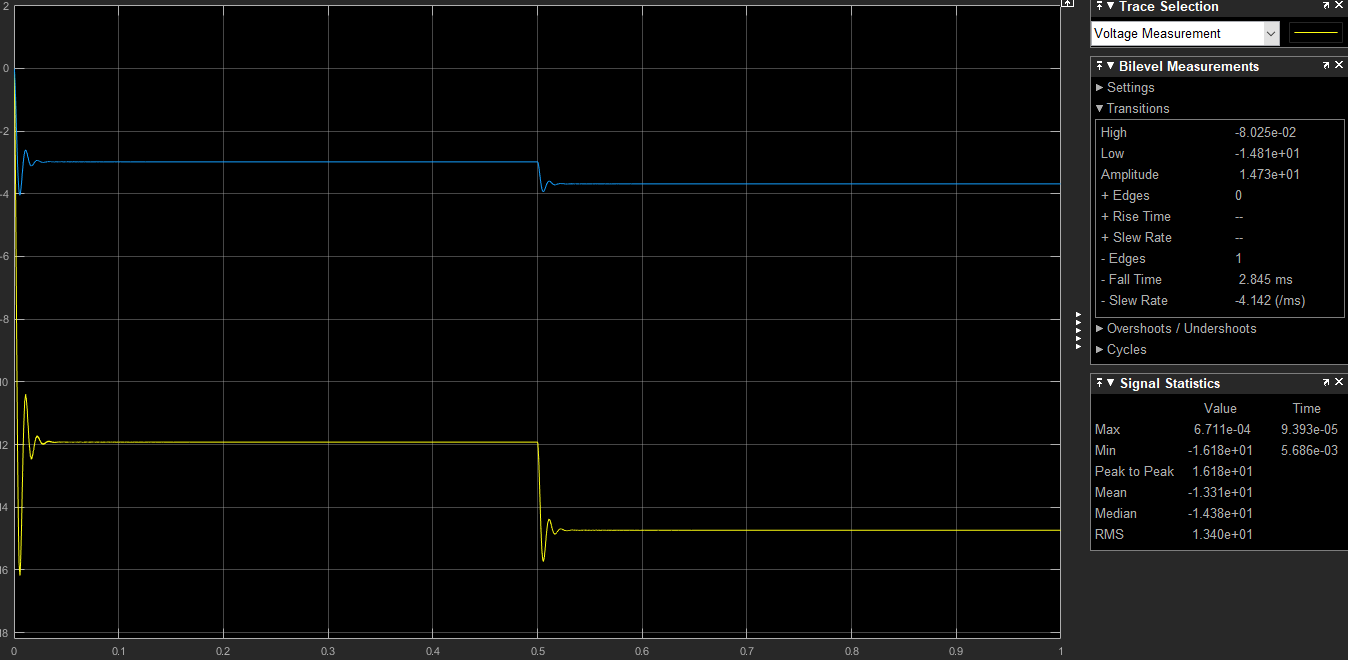 2
0
-2
-4
-6
-8
10
12
14
16
18
0 0.1 0.2 0.3 0.4 0.5 0.6 0.7 0.8 0.9 1
Trace Selection
Voltage Measurement
Bilevel Measurements
Settings
Transitions
High -8.025e-02
Low -1.481e+01
Amplitude 1.473e+01
+ Edges 0
+ Rise Time --
+ Slew Rate --
- Edges 1
- Fall Time 2.845 ms
- Slew Rate -4.142 (/ms)
Overshoots / Undershoots
Cycles
Signal Statistics
Value Time
Max 6.711e-04 9.393e-05
Min -1.618e+01 5.686e-03
Peak to Peak 1.618e+01
Mean -1.331e+01
Median -1.438e+01
RMS 1.340e+01